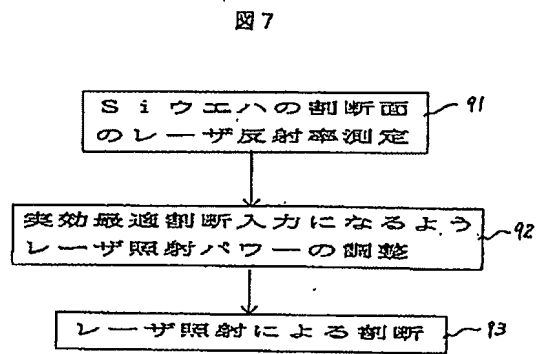 図7
Siウエハの割断面
のレーザ反射率測定
91
実効最適割断入力になるよう
レーザ照射パワーの調整
92
レーザ照射による割断
93